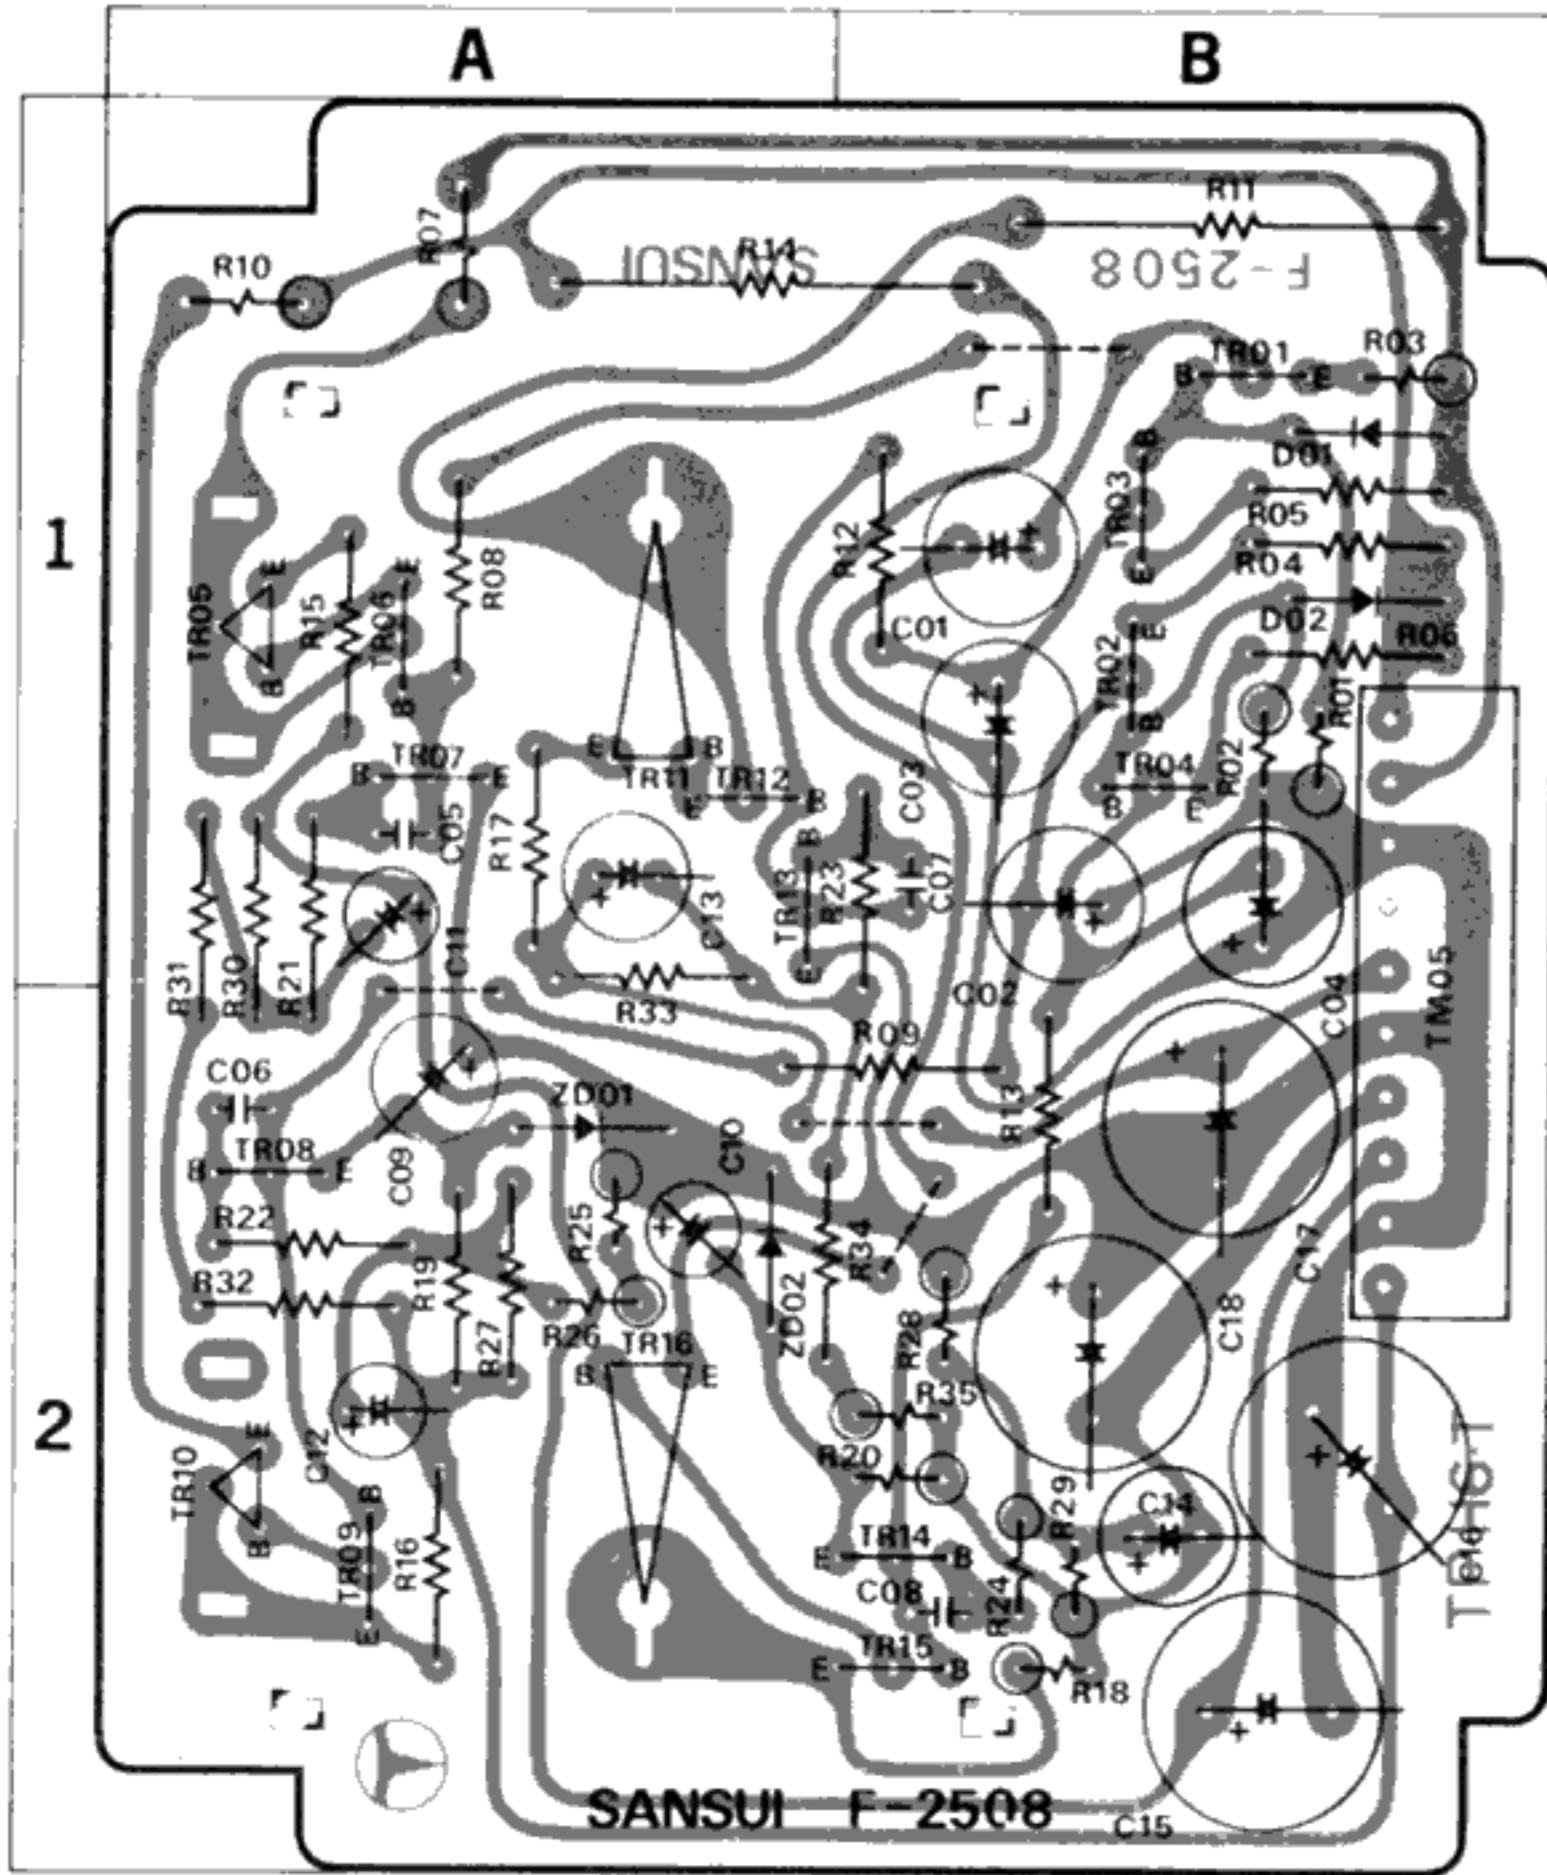 A B
R11
R07
SANSUI
R14
F-2508
R10
TR01 R03
B E
D01
B
TR03
R05
1
R12
R08
E
R04
TR05
E
B
R15
TR06
E
B
C01
D02
R06
TR02
E
B
R01
TR07
B E
TR11
E B
TR12
E B
C03
TR04
B E
R02
C05
R17
C13
TR13
B
E
R23
C07
R31
R30
R21
C11
R33
C02
C04
TM05
R09
C06
ZD01
C10
R13
TR08
B E
C09
R22
R25
R34
C17
R32
R19
R27
R26
TR16
B E
ZD02
R28
C18
R35
2
C12
R20
TR10
E
B
R29
C14
C16
TR09
B
E
R16
TR14
E B
C08
R24
TR15
E B
R18
SANSUI F-2508
C15